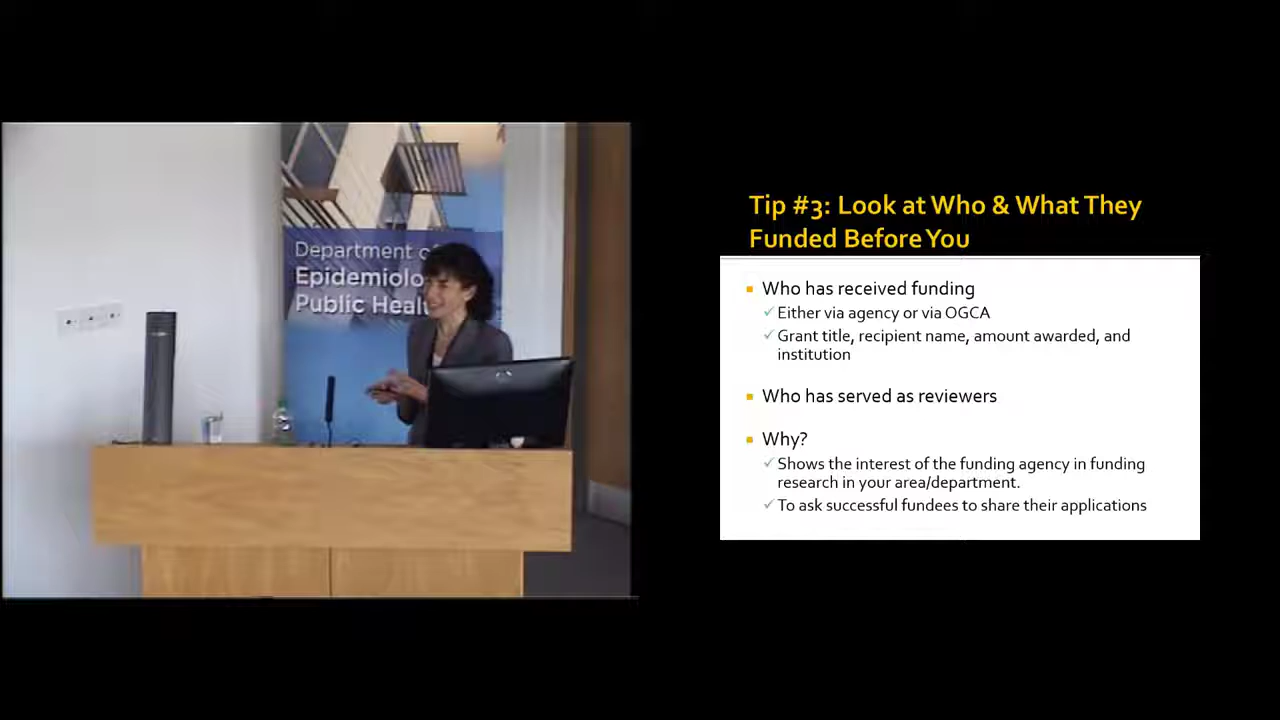 Department of
Epidemiolo
Public Heal
Tip #3: Look at Who & What They
Funded Before You
Who has received funding
Either via agency or via OGCA
Grant title, recipient name, amount awarded, and
institution
Who has served as reviewers
Why?
Shows the interest of the funding agency in funding
research in your area/department.
To ask successful fundees to share their applications